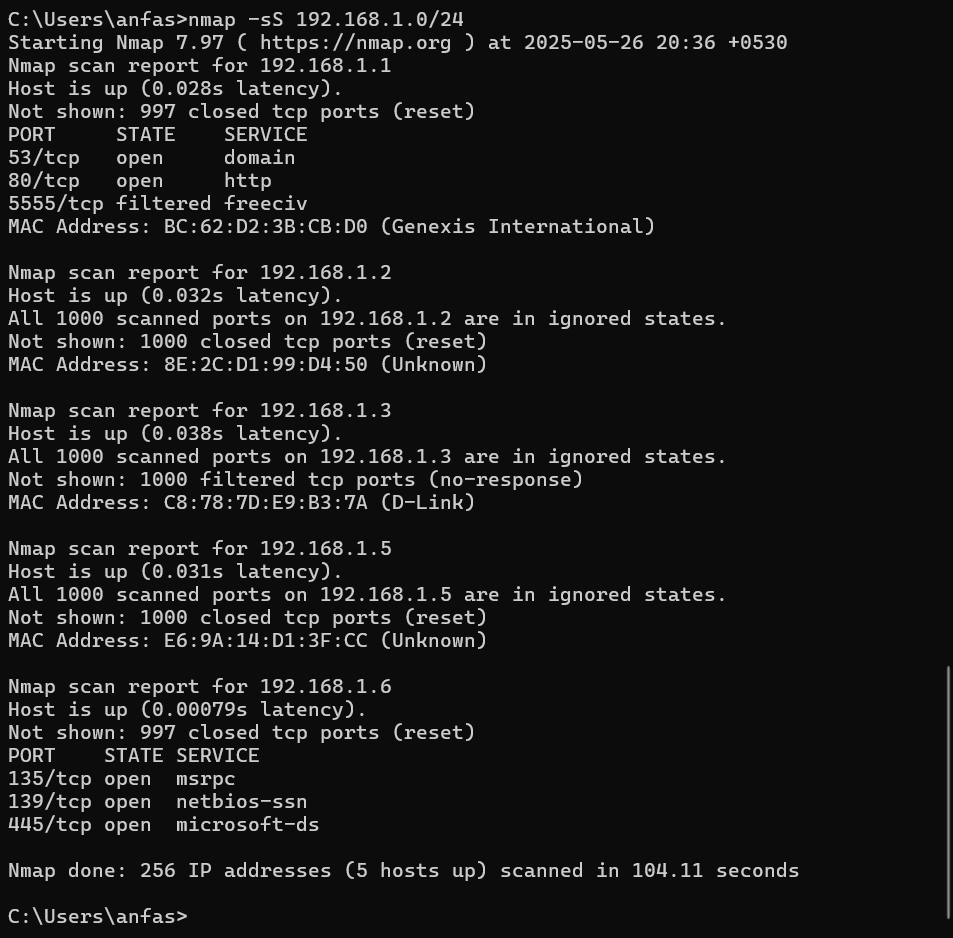 C:\Users\anfas>nmap -sS 192.168.1.0/24
Starting Nmap 7.97 ( https://nmap.org ) at 2025-05-26 20:36 +0530
Nmap scan report for 192.168.1.1
Host is up (0.028s latency).
Not shown: 997 closed tcp ports (reset)
PORT     STATE    SERVICE
53/tcp   open     domain
80/tcp   open     http
5555/tcp filtered freeciv
MAC Address: BC:62:D2:3B:CB:D0 (Genexis International)

Nmap scan report for 192.168.1.2
Host is up (0.032s latency).
All 1000 scanned ports on 192.168.1.2 are in ignored states.
Not shown: 1000 closed tcp ports (reset)
MAC Address: 8E:2C:D1:99:D4:50 (Unknown)

Nmap scan report for 192.168.1.3
Host is up (0.038s latency).
All 1000 scanned ports on 192.168.1.3 are in ignored states.
Not shown: 1000 filtered tcp ports (no-response)
MAC Address: C8:78:7D:E9:B3:7A (D-Link)

Nmap scan report for 192.168.1.5
Host is up (0.031s latency).
All 1000 scanned ports on 192.168.1.5 are in ignored states.
Not shown: 1000 closed tcp ports (reset)
MAC Address: E6:9A:14:D1:3F:CC (Unknown)

Nmap scan report for 192.168.1.6
Host is up (0.00079s latency).
Not shown: 997 closed tcp ports (reset)
PORT    STATE SERVICE
135/tcp open  msrpc
139/tcp open  netbios-ssn
445/tcp open  microsoft-ds

Nmap done: 256 IP addresses (5 hosts up) scanned in 104.11 seconds

C:\Users\anfas>